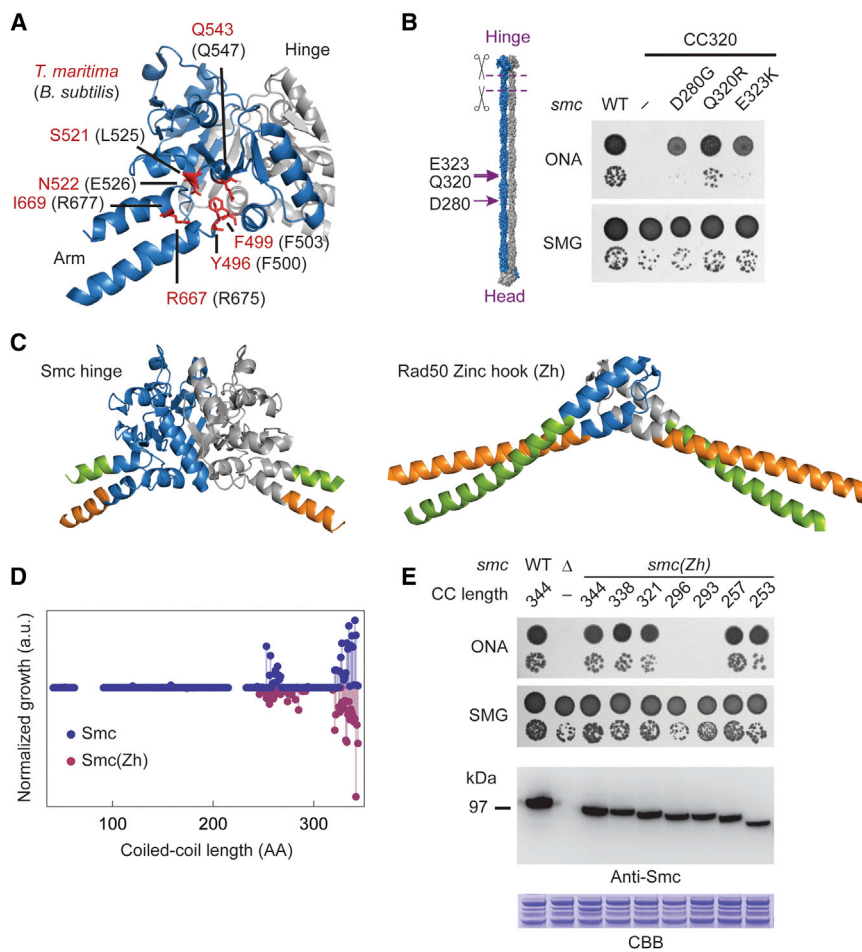 A
Q543
(Q547)
Hinge
T. maritima
(B. subtilis)
S521 (L525)
N522 (E526)
I669 (R677)
Arm
F499 (F503)
Y496 (F500)
R667 (R675)
B
Hinge
E323
Q320
D280
Head
CC320
smc WT – D280G Q320R E323K
ONA
SMG
C
Smc hinge
Rad50 Zinc hook (Zh)
D
Normalized growth (a.u.)
Smc
Smc(Zh)
100 200 300
Coiled-coil length (AA)
E
smc WT Δ smc(Zh)
CC length 344 – 344 338 321 296 293 257 253
ONA
SMG
kDa
97
Anti-Smc
CBB